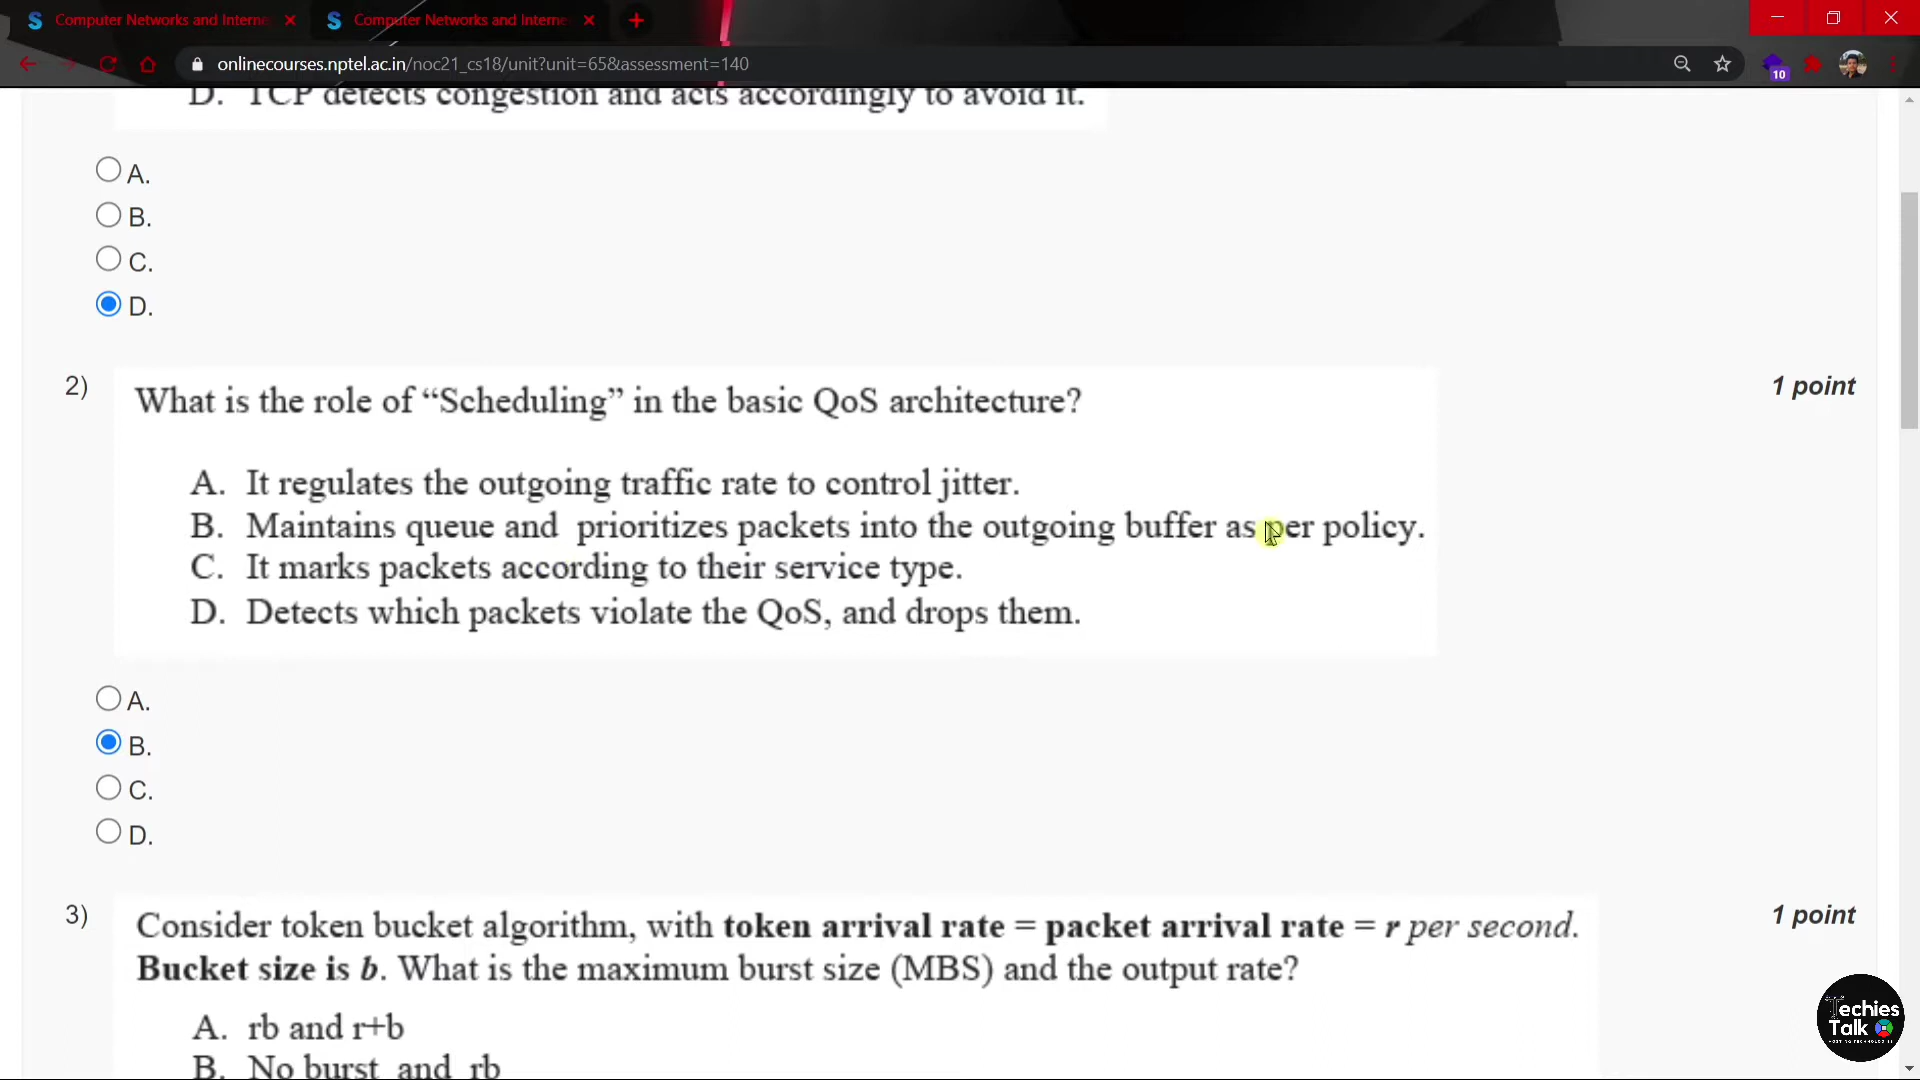 Computer Networks and Interne
Computer Networks and Interne
onlinecourses.nptel.ac.in/noc21_cs18/unit?unit=65&assessment=140
10
D. TCP detects congestion and acts accordingly to avoid it.
A.
B.
C.
D.
2)
1 point
What is the role of “Scheduling” in the basic QoS architecture?
A. It regulates the outgoing traffic rate to control jitter.
B. Maintains queue and prioritizes packets into the outgoing buffer as per policy.
C. It marks packets according to their service type.
D. Detects which packets violate the QoS, and drops them.
A.
B.
C.
D.
3)
1 point
Consider token bucket algorithm, with token arrival rate = packet arrival rate = r per second.
Bucket size is b. What is the maximum burst size (MBS) and the output rate?
A. rb and r+b
B. No burst and rb
Techies
Talk